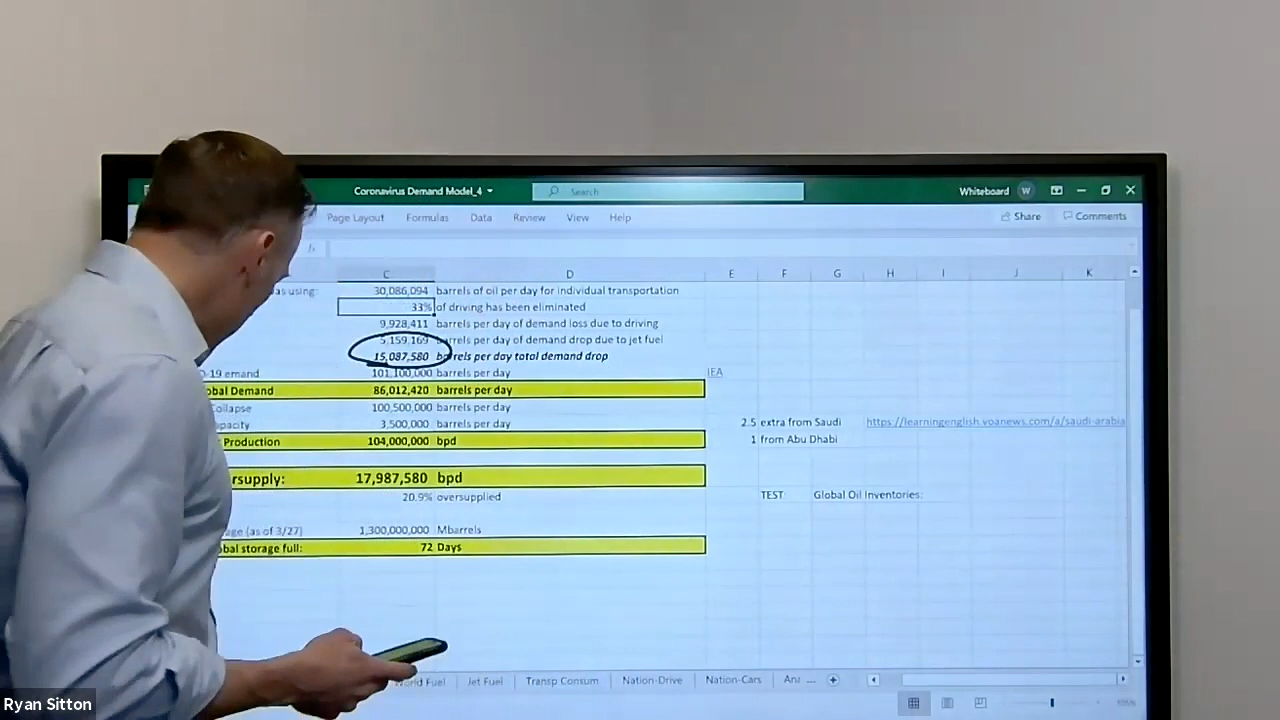 Coronavirus Demand Model_4
Search
Whiteboard W
Page Layout Formulas Data Review View Help
Share Comments
C D E F G H I J K
using: 30,086,094 barrels of oil per day for individual transportation
33% of driving has been eliminated
9,928,411 barrels per day of demand loss due to driving
5,159,169 barrels per day of demand drop due to jet fuel
15,087,580 barrels per day total demand drop
-19 emand 101,100,000 barrels per day IEA
obal Demand 86,012,420 barrels per day
Collapse 100,500,000 barrels per day
pacity 3,500,000 barrels per day 2.5 extra from Saudi https://learningenglish.voanews.com/a/saudi-arabia
Production 104,000,000 bpd 1 from Abu Dhabi
rsupply: 17,987,580 bpd
20.9% oversupplied TEST: Global Oil Inventories:
age (as of 3/27) 1,300,000,000 Mbarrels
obal storage full: 72 Days
World Fuel Jet Fuel Transp Consum Nation-Drive Nation-Cars An ...
Ryan Sitton